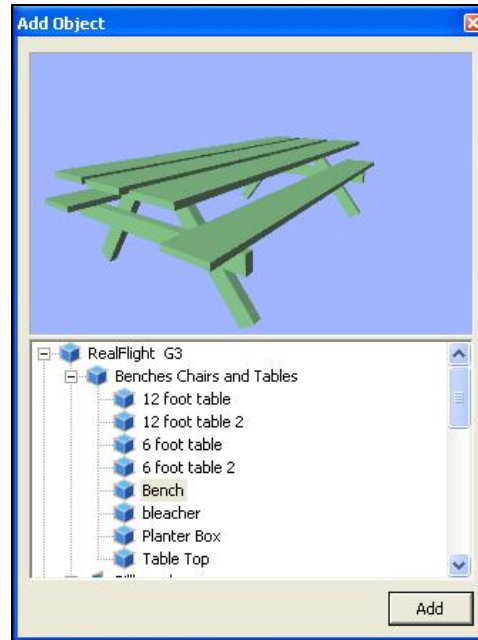 Add Object
RealFlight G3
Benches Chairs and Tables
12 foot table
12 foot table 2
6 foot table
6 foot table 2
Bench
bleacher
Planter Box
Table Top
Add